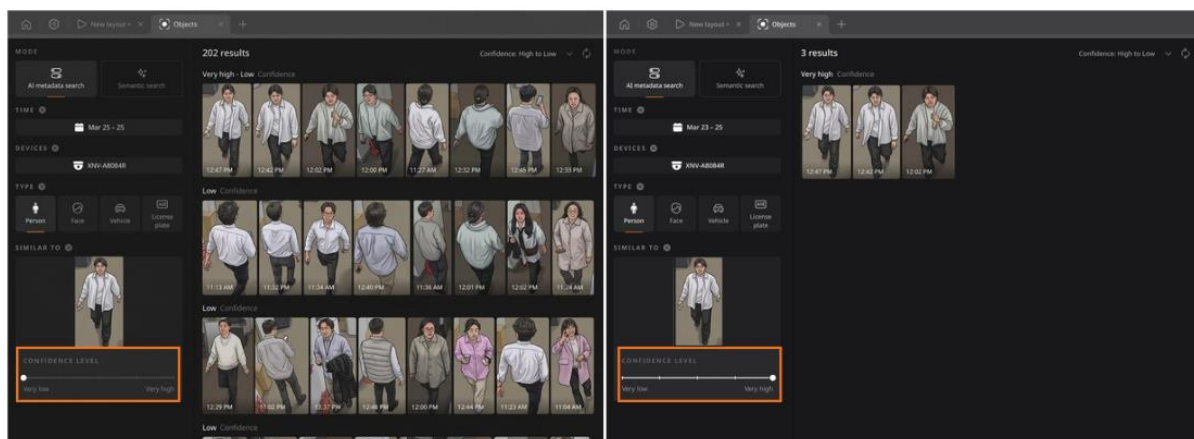 New layout
Objects
MODE
AI metadata search
Semantic search
TIME
Mar 25 – 25
DEVICES
XNV-A8084R
TYPE
Person
Face
Vehicle
License plate
SIMILAR TO
CONFIDENCE LEVEL
Very low
Very high
202 results
Confidence: High to Low
Very high - Low Confidence
12:47 PM 12:42 PM 12:02 PM 12:00 PM 11:27 AM 12:32 PM 12:45 PM 12:33 PM
Low Confidence
11:13 AM 11:32 PM 11:34 AM 12:40 PM 11:36 AM 12:01 PM 12:52 PM 11:24 AM
Low Confidence
12:29 PM 12:46 PM 12:00 PM 12:44 PM 11:23 AM 11:04 AM
Low Confidence
New layout
Objects
MODE
AI metadata search
Semantic search
TIME
Mar 23 – 25
DEVICES
XNV-A8084R
TYPE
Person
Face
Vehicle
License plate
SIMILAR TO
CONFIDENCE LEVEL
Very low
Very high
3 results
Confidence: High to Low
Very high Confidence
12:47 PM 12:42 PM 12:02 PM